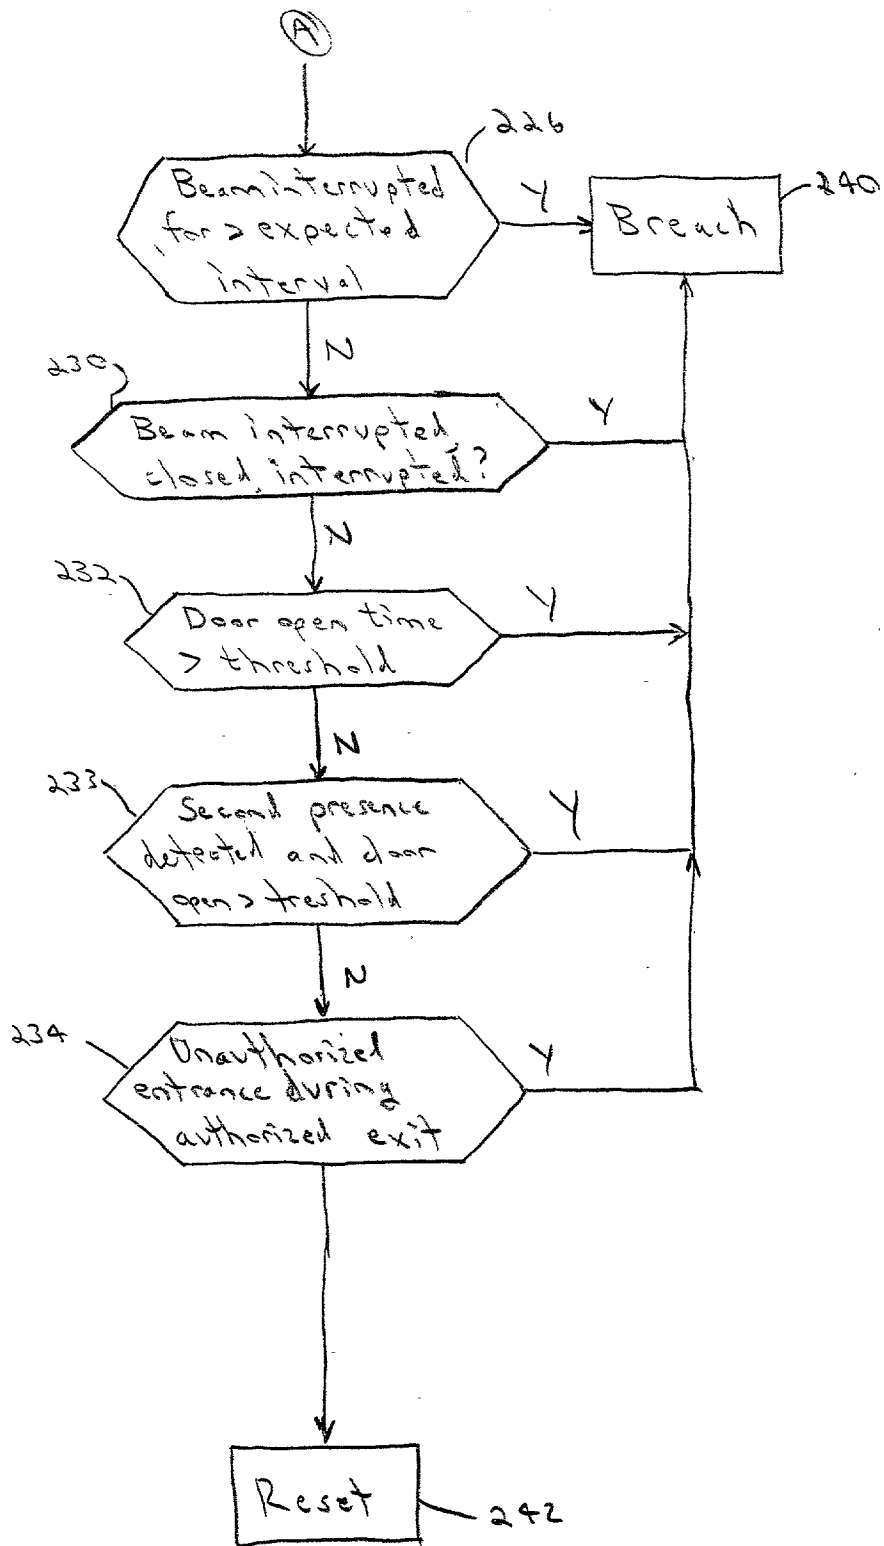 A
226
Beam interrupted
for > expected
interval
Y
Breach
240
N
230
Beam interrupted,
closed, interrupted?
Y
N
232
Door open time
> threshold
Y
N
233
Second presence
detected and door
open > treshold
Y
N
234
Unauthorized
entrance during
authorized exit
Y
Reset
242